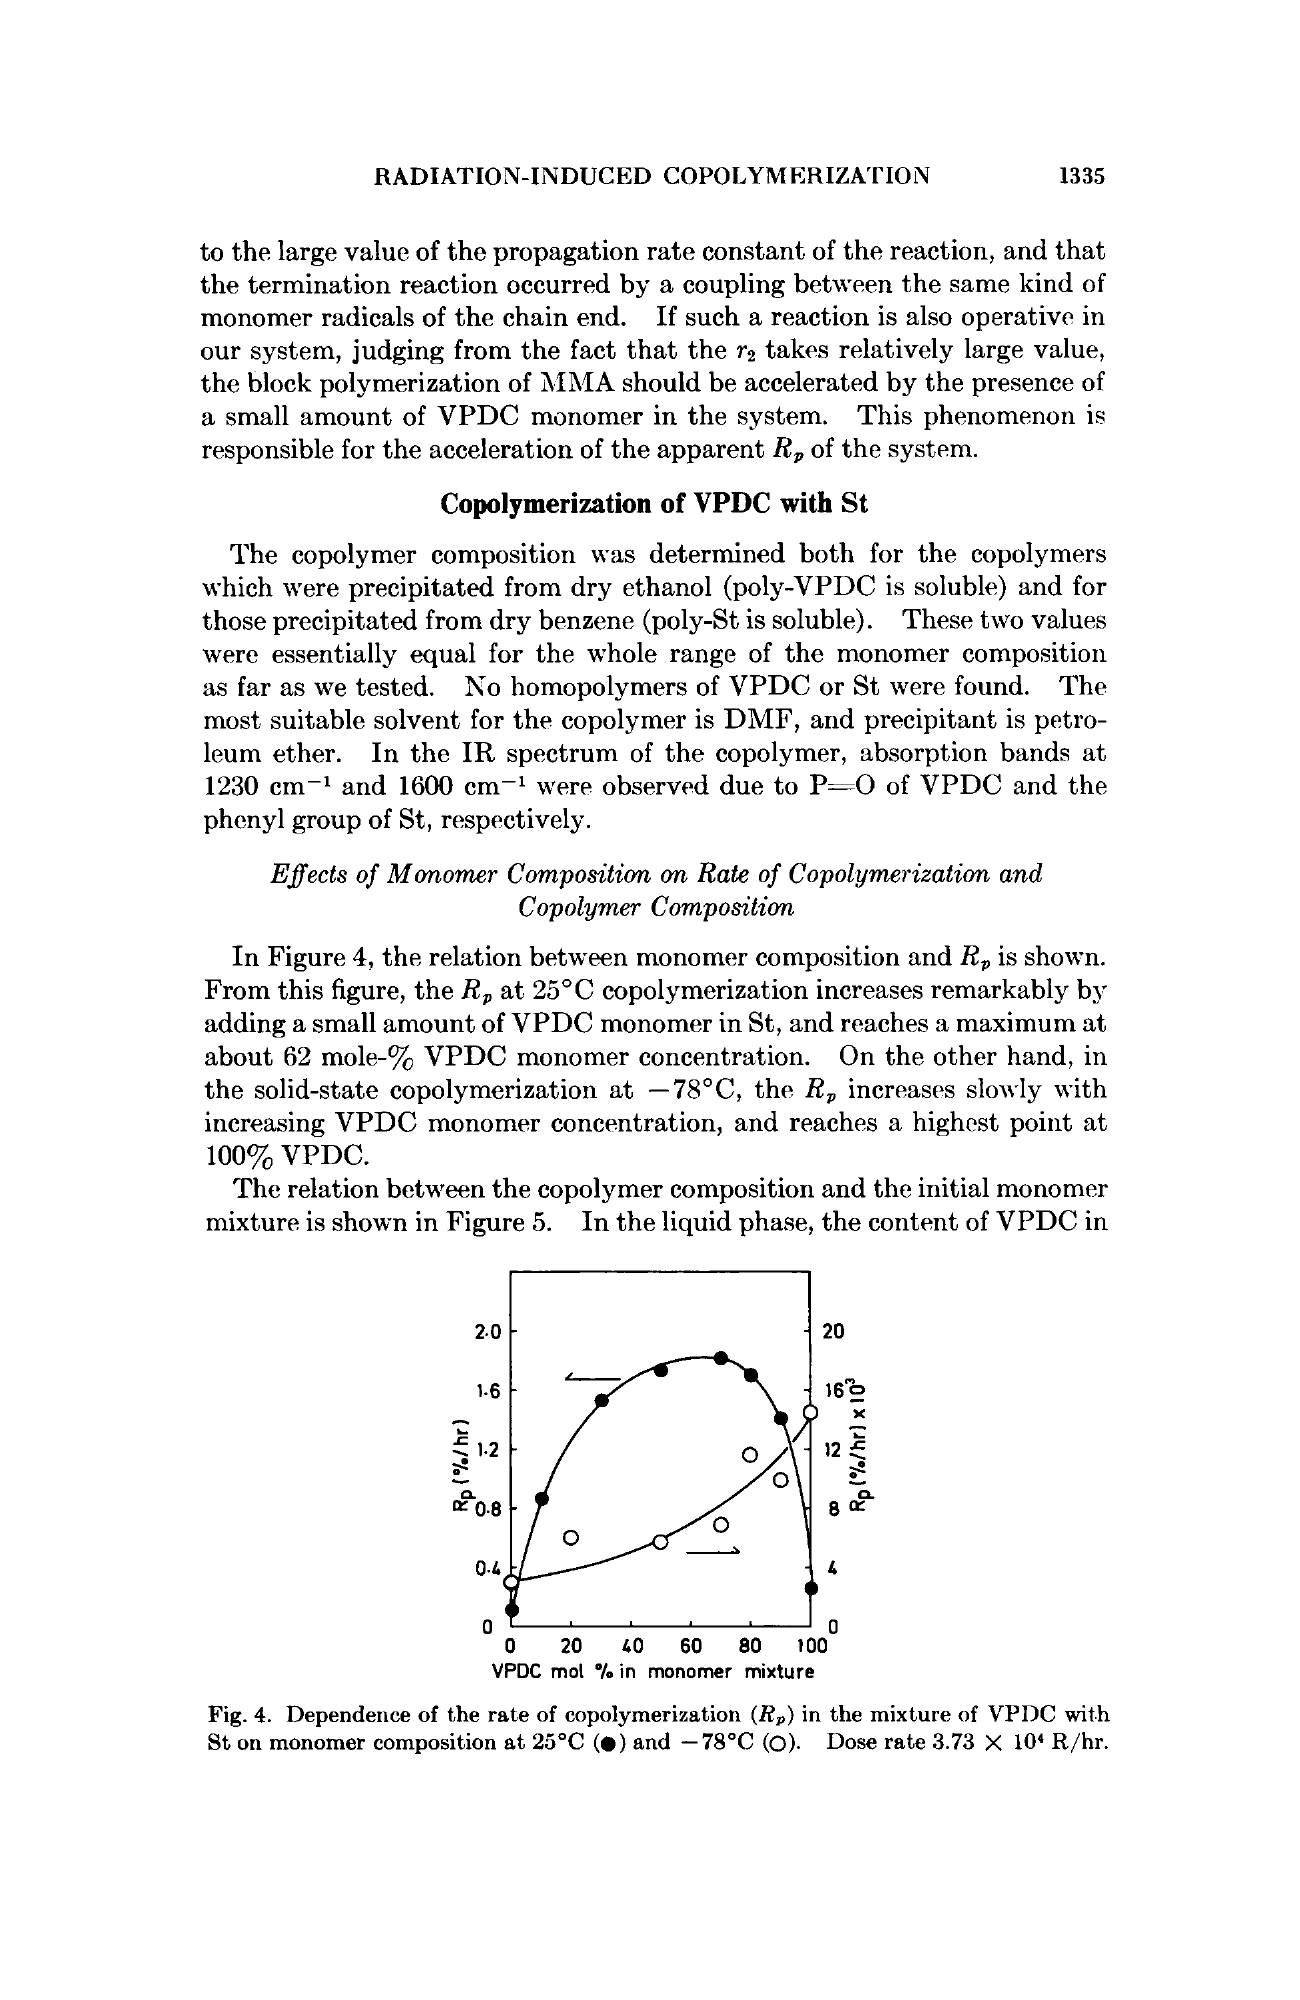 RADIATION-INDUCED COPOLYMERIZATION 1335
to the large value of the propagation rate constant of the reaction, and that
the termination reaction occurred by a coupling between the same kind of
monomer radicals of the chain end. If such a reaction is also operative in
our system, judging from the fact that the r₂ takes relatively large value,
the block polymerization of MMA should be accelerated by the presence of
a small amount of VPDC monomer in the system. This phenomenon is
responsible for the acceleration of the apparent Rₚ of the system.
Copolymerization of VPDC with St
The copolymer composition was determined both for the copolymers
which were precipitated from dry ethanol (poly-VPDC is soluble) and for
those precipitated from dry benzene (poly-St is soluble). These two values
were essentially equal for the whole range of the monomer composition
as far as we tested. No homopolymers of VPDC or St were found. The
most suitable solvent for the copolymer is DMF, and precipitant is petro-
leum ether. In the IR spectrum of the copolymer, absorption bands at
1230 cm⁻¹ and 1600 cm⁻¹ were observed due to P=O of VPDC and the
phenyl group of St, respectively.
Effects of Monomer Composition on Rate of Copolymerization and
Copolymer Composition
In Figure 4, the relation between monomer composition and Rₚ is shown.
From this figure, the Rₚ at 25°C copolymerization increases remarkably by
adding a small amount of VPDC monomer in St, and reaches a maximum at
about 62 mole-% VPDC monomer concentration. On the other hand, in
the solid-state copolymerization at −78°C, the Rₚ increases slowly with
increasing VPDC monomer concentration, and reaches a highest point at
100% VPDC.
The relation between the copolymer composition and the initial monomer
mixture is shown in Figure 5. In the liquid phase, the content of VPDC in
2.0
1.6
1.2
0.8
0.4
0
Rp (%/hr)
20
16
12
8
4
0
Rp (%/hr) x 10³
0 20 40 60 80 100
VPDC mol % in monomer mixture
Fig. 4. Dependence of the rate of copolymerization (Rₚ) in the mixture of VPDC with
St on monomer composition at 25°C (●) and −78°C (○). Dose rate 3.73 × 10⁴ R/hr.